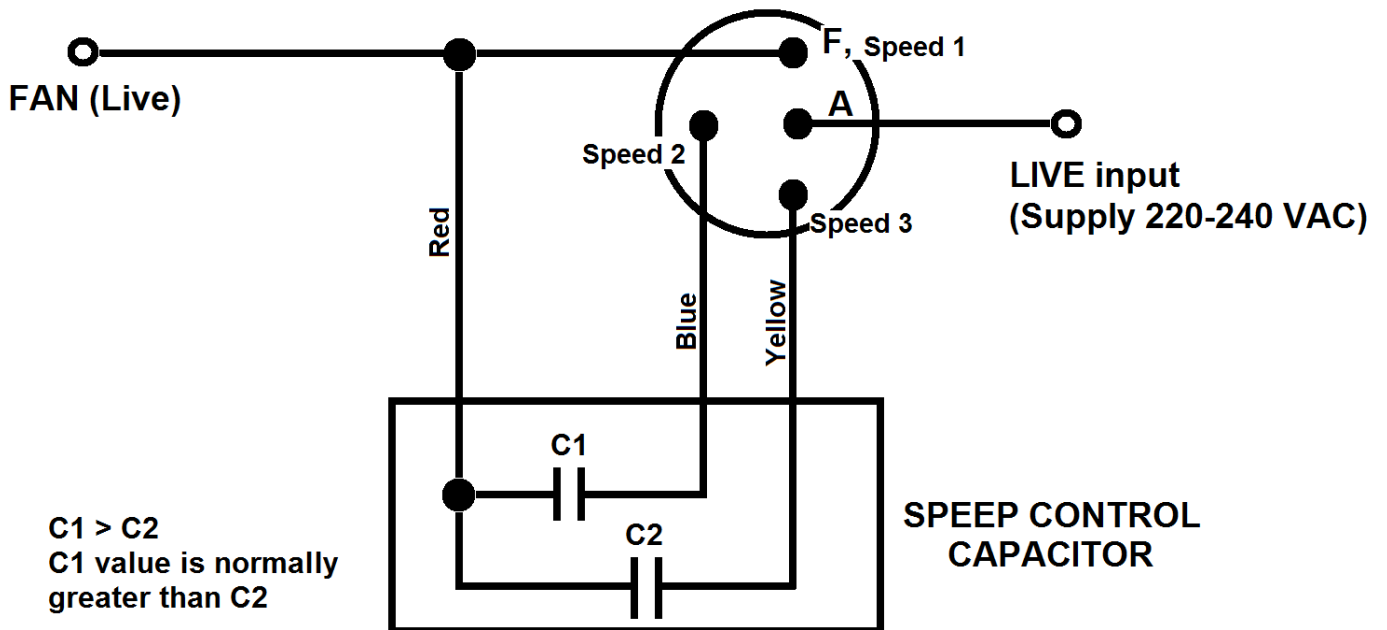 F, Speed 1
FAN (Live)
A
Speed 2
LIVE input
(Supply 220-240 VAC)
Speed 3
Red
Blue
Yellow
C1
C2
C1 > C2
C1 value is normally
greater than C2
SPEEP CONTROL
CAPACITOR